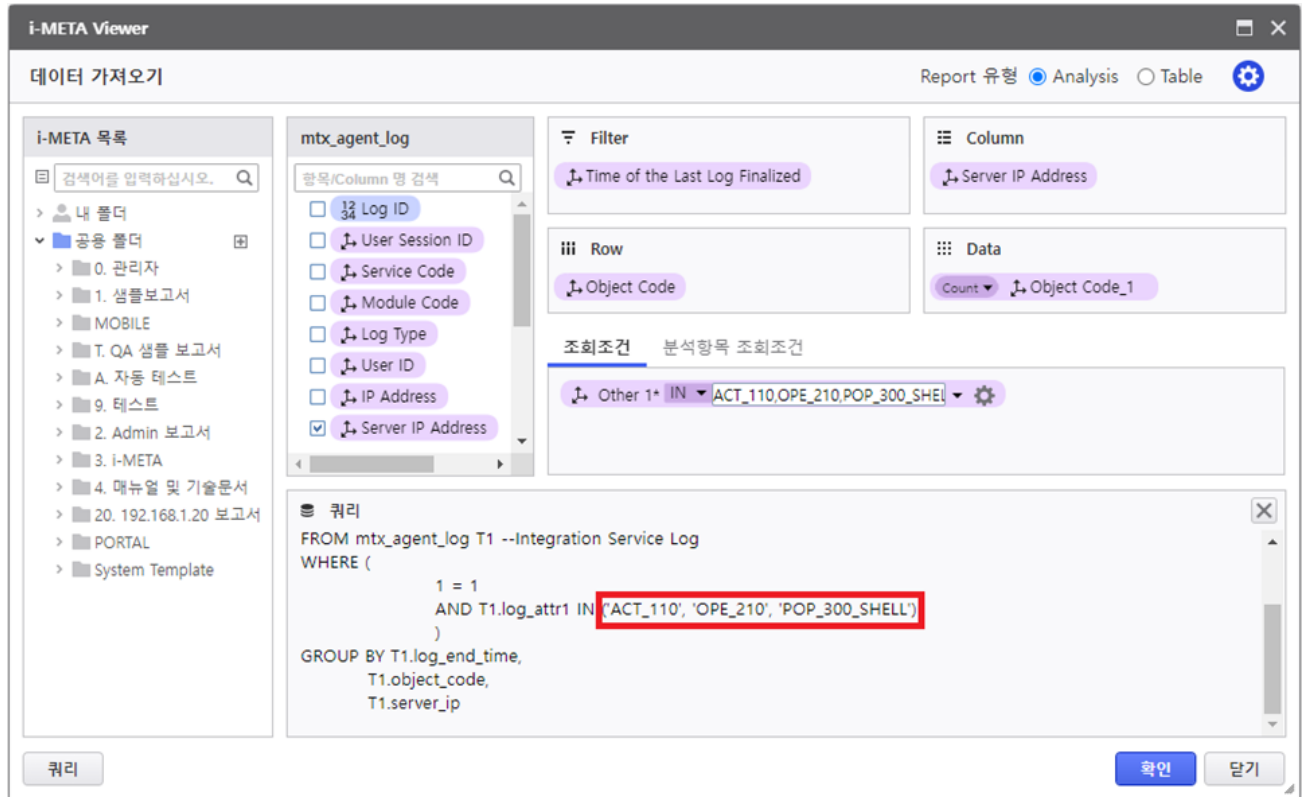 i-META Viewer
데이터 가져오기
Report 유형 Analysis Table
i-META 목록
검색어를 입력하십시오.
내 폴더
공용 폴더
0. 관리자
1. 샘플보고서
MOBILE
T. QA 샘플 보고서
A. 자동 테스트
9. 테스트
2. Admin 보고서
3. i-META
4. 매뉴얼 및 기술문서
20. 192.168.1.20 보고서
PORTAL
System Template
mtx_agent_log
항목/Column 명 검색
12 34 Log ID
User Session ID
Service Code
Module Code
Log Type
User ID
IP Address
Server IP Address
Filter
Time of the Last Log Finalized
Column
Server IP Address
Row
Object Code
Data
Count Object Code_1
조회조건 분석항목 조회조건
Other 1* IN ACT_110,OPE_210,POP_300_SHEL
쿼리
FROM mtx_agent_log T1 --Integration Service Log
WHERE (
1 = 1
AND T1.log_attr1 IN ('ACT_110', 'OPE_210', 'POP_300_SHELL')
)
GROUP BY T1.log_end_time,
T1.object_code,
T1.server_ip
쿼리
확인
닫기